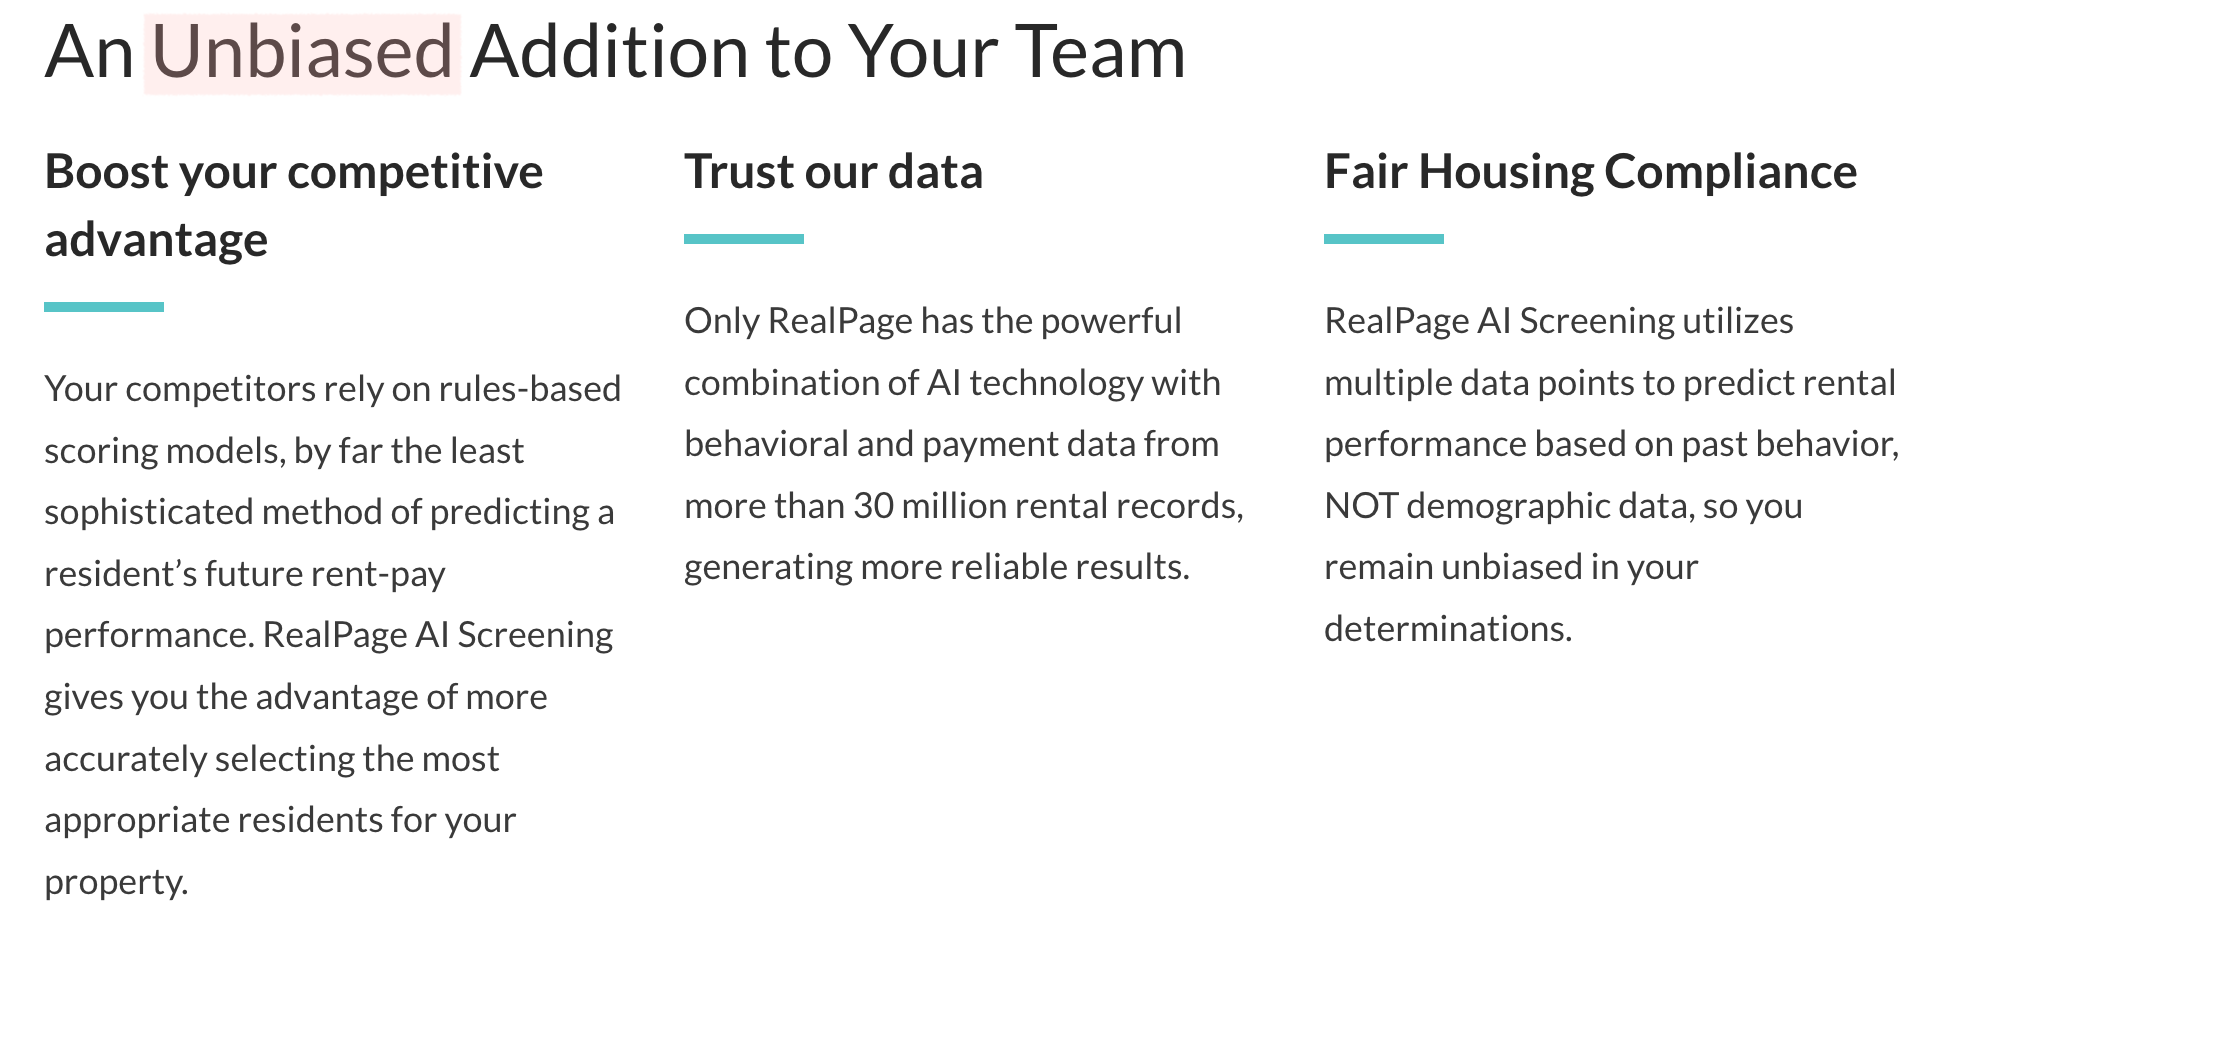 An Unbiased Addition to Your Team
Boost your competitive
advantage
Your competitors rely on rules-based
scoring models, by far the least
sophisticated method of predicting a
resident’s future rent-pay
performance. RealPage AI Screening
gives you the advantage of more
accurately selecting the most
appropriate residents for your
property.
Trust our data
Only RealPage has the powerful
combination of AI technology with
behavioral and payment data from
more than 30 million rental records,
generating more reliable results.
Fair Housing Compliance
RealPage AI Screening utilizes
multiple data points to predict rental
performance based on past behavior,
NOT demographic data, so you
remain unbiased in your
determinations.